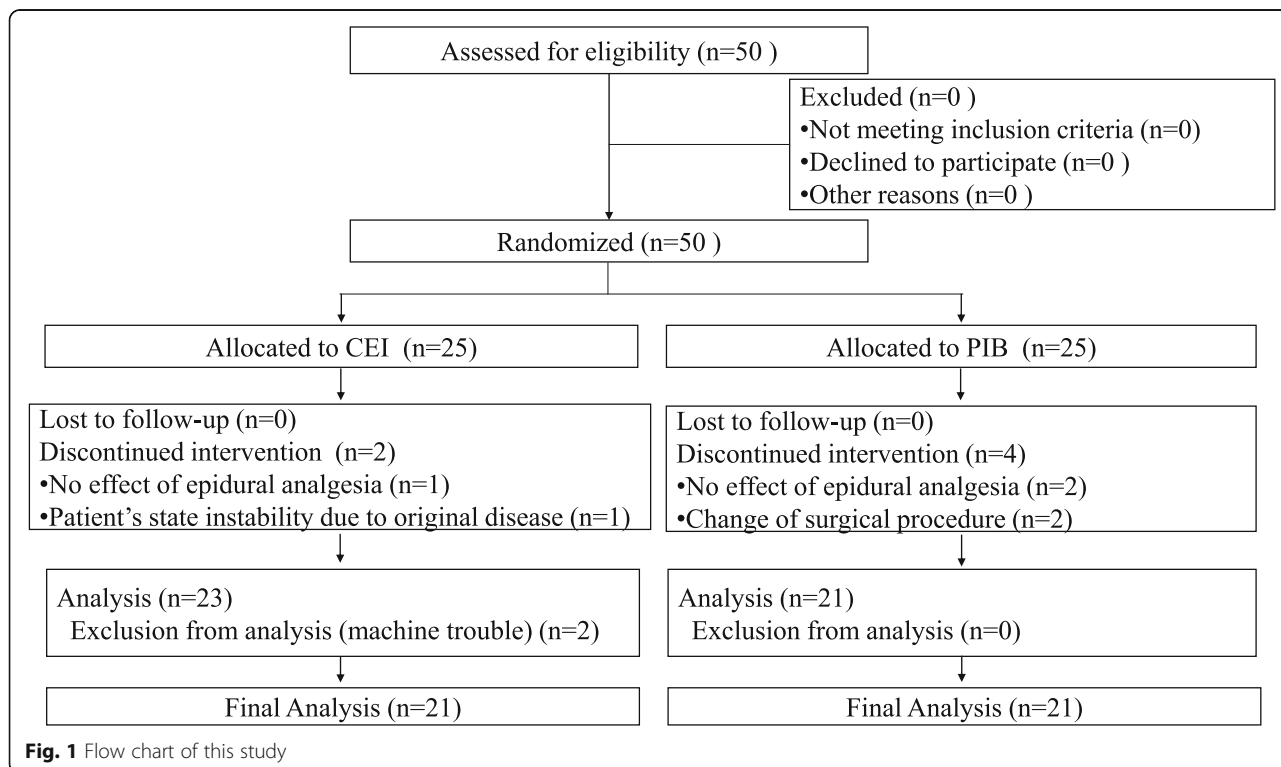 Assessed for eligibility (n=50 )
Excluded (n=0 )
•Not meeting inclusion criteria (n=0)
•Declined to participate (n=0 )
•Other reasons (n=0 )
Randomized (n=50 )
Allocated to CEI (n=25)
Lost to follow-up (n=0)
Discontinued intervention (n=2)
•No effect of epidural analgesia (n=1)
•Patient’s state instability due to original disease (n=1)
Analysis (n=23)
Exclusion from analysis (machine trouble) (n=2)
Final Analysis (n=21)
Allocated to PIB (n=25)
Lost to follow-up (n=0)
Discontinued intervention (n=4)
•No effect of epidural analgesia (n=2)
•Change of surgical procedure (n=2)
Analysis (n=21)
Exclusion from analysis (n=0)
Final Analysis (n=21)
Fig. 1 Flow chart of this study